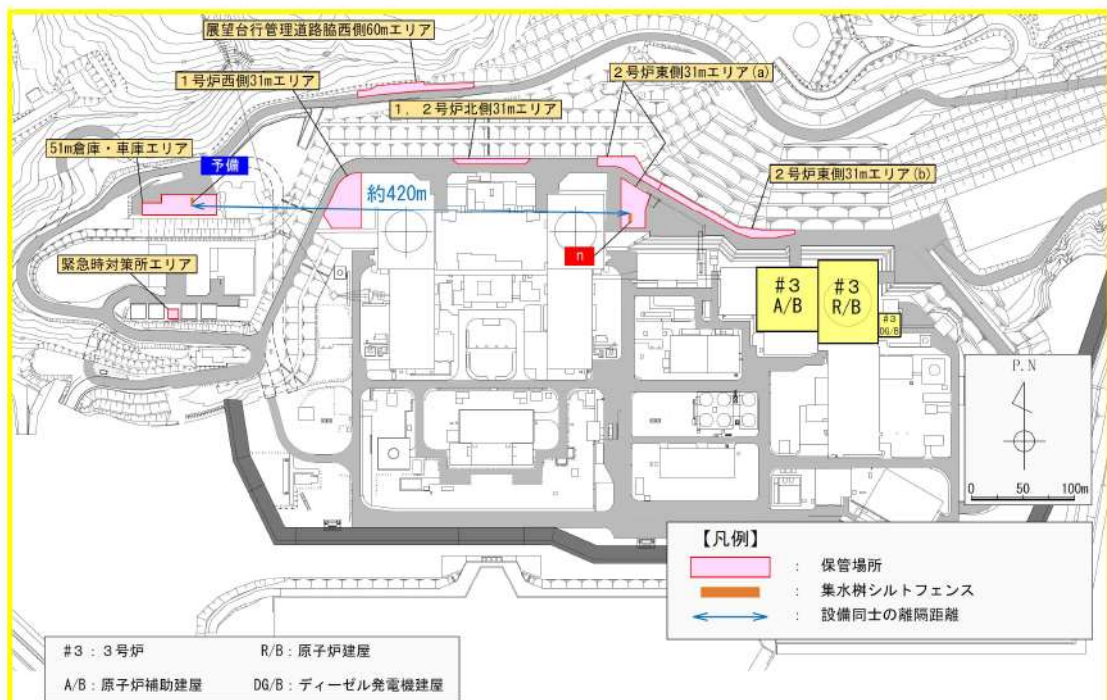 展望台行管理道路脇西側60mエリア
1号炉西側31mエリア
2号炉東側31mエリア(a)
1，2号炉北側31mエリア
51m倉庫・車庫エリア
予備
2号炉東側31mエリア(b)
約420m
n
緊急時対策所エリア
#3
A/B
#3
R/B
#3
DG/B
P.N
0 50 100m
【凡例】
： 保管場所
： 集水桝シルトフェンス
： 設備同士の離隔距離
#3：3号炉 R/B：原子炉建屋
A/B：原子炉補助建屋 DG/B：ディーゼル発電機建屋